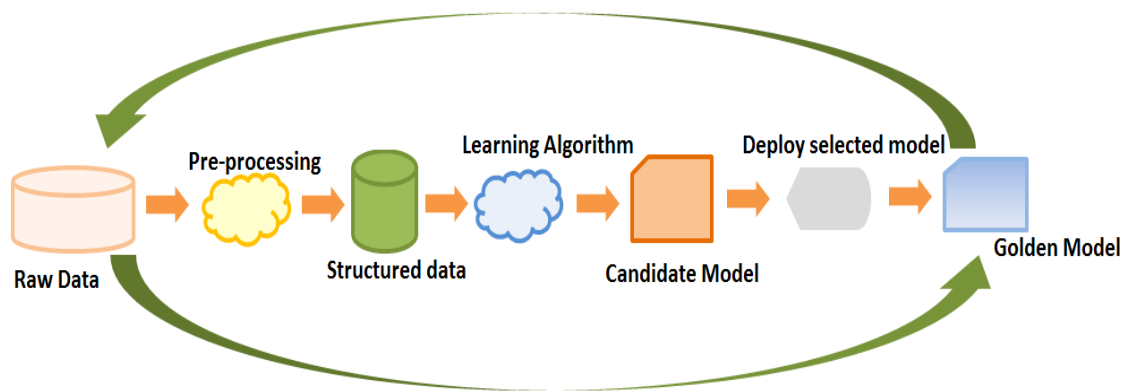 Pre-processing
Learning Algorithm
Deploy selected model
Raw Data
Structured data
Candidate Model
Golden Model